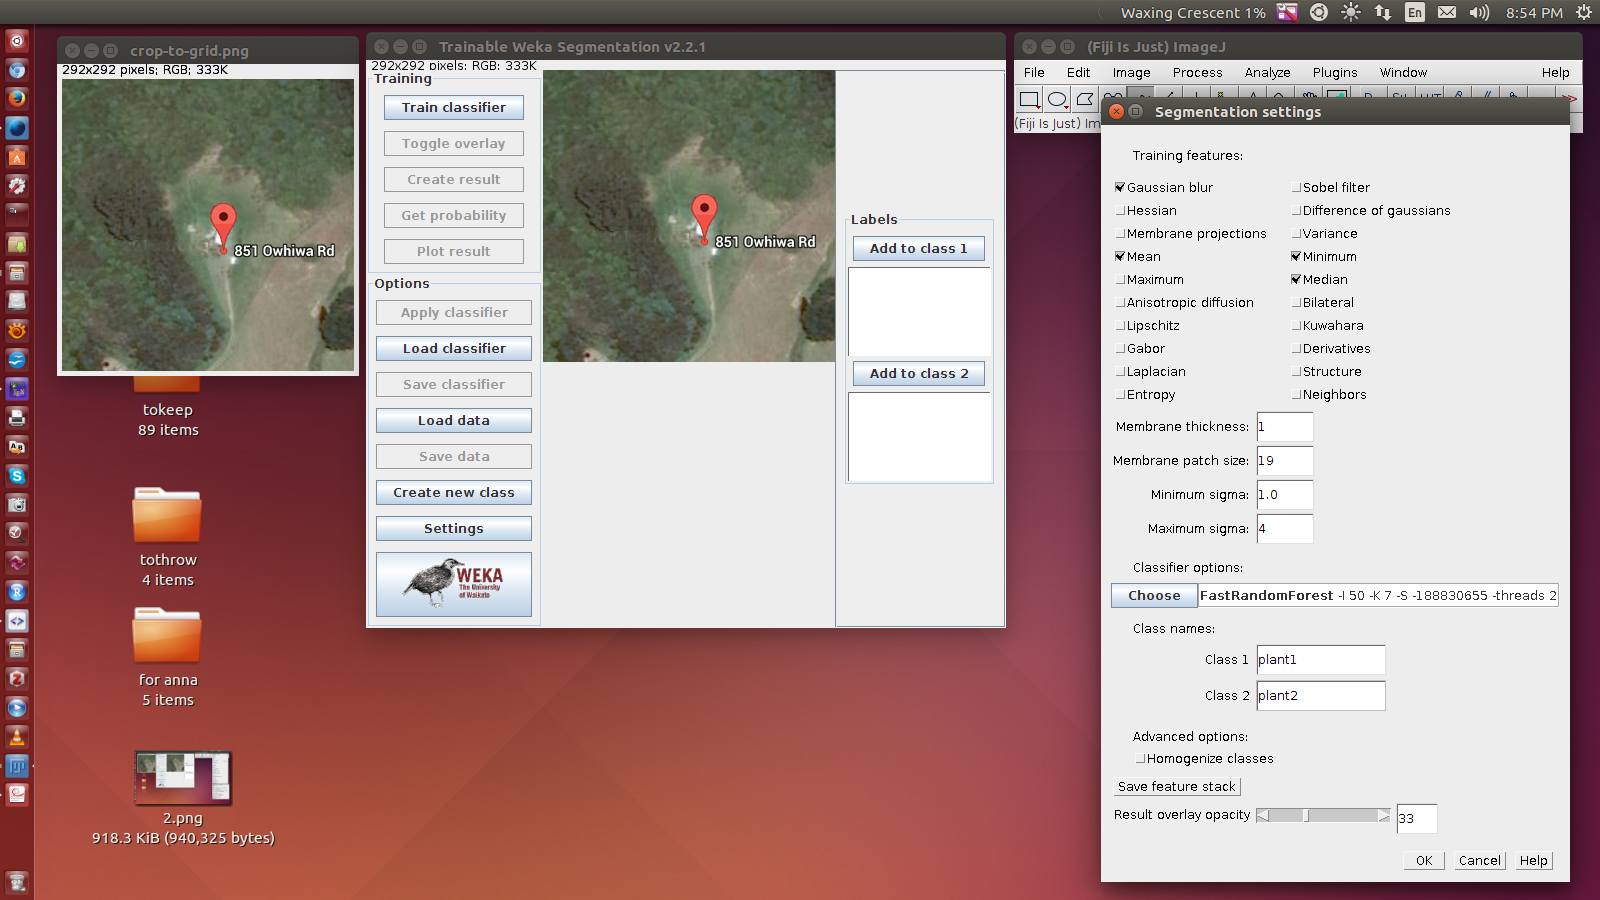 Waxing Crescent 1%
En
8:54 PM
crop-to-grid.png
292x292 pixels; RGB; 333K
851 Owhiwa Rd
tokeep
89 items
tothrow
4 items
for anna
5 items
2.png
918.3 KiB (940,325 bytes)
Trainable Weka Segmentation v2.2.1
292x292 pixels; RGB; 333K
Training
Train classifier
Toggle overlay
Create result
Get probability
Plot result
Options
Apply classifier
Load classifier
Save classifier
Load data
Save data
Create new class
Settings
WEKA
The University
of Waikato
851 Owhiwa Rd
Labels
Add to class 1
Add to class 2
(Fiji Is Just) ImageJ
File Edit Image Process Analyze Plugins Window Help
(Fiji Is Just) Im
Segmentation settings
Training features:
Gaussian blur Sobel filter
Hessian Difference of gaussians
Membrane projections Variance
Mean Minimum
Maximum Median
Anisotropic diffusion Bilateral
Lipschitz Kuwahara
Gabor Derivatives
Laplacian Structure
Entropy Neighbors
Membrane thickness: 1
Membrane patch size: 19
Minimum sigma: 1.0
Maximum sigma: 4
Classifier options:
Choose FastRandomForest -I 50 -K 7 -S -188830655 -threads 2
Class names:
Class 1 plant1
Class 2 plant2
Advanced options:
Homogenize classes
Save feature stack
Result overlay opacity 33
OK Cancel Help